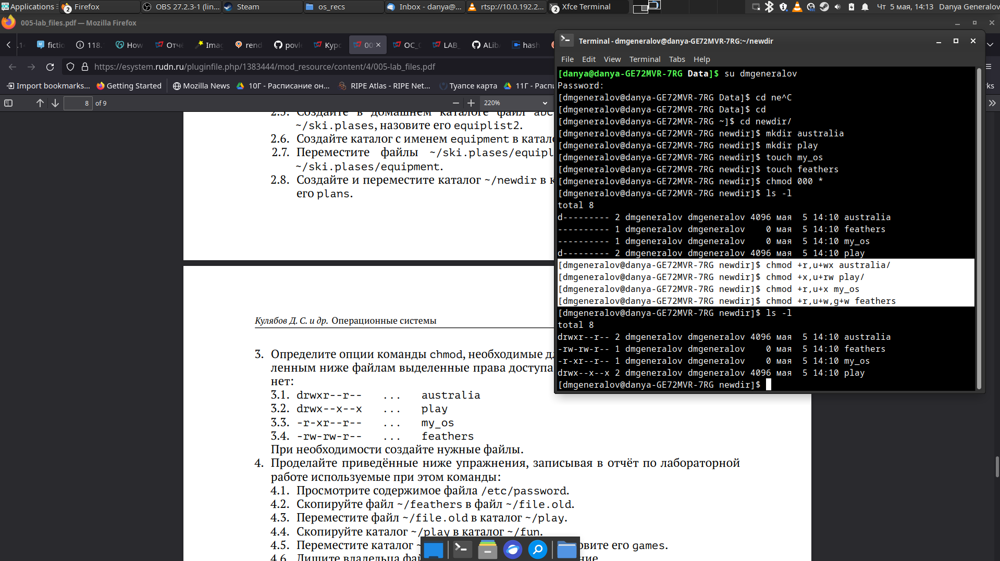 Applications
2
Firefox
OBS 27.2.3-1 (lin...
Steam
os_recs
Inbox - danya@...
rtsp://10.0.192.2...
2
Xfce Terminal
Чт 5 мая, 14:13
Danya Generalov
005-lab_files.pdf — Mozilla Firefox
fictio
118.
How
Отчё
Ima
rend
povl
Курс
00
ОС_
LAB_
ALib
hash
https://esystem.rudn.ru/pluginfile.php/1383444/mod_resource/content/4/005-lab_files.pdf
Import bookmarks...
Getting Started
Mozilla News
10Г - Расписание он...
RIPE Atlas - RIPE Net...
Туапсе карта
11Г - Распи
rks
8 of 9
220%
2.5. Создайте в домашнем каталоге файл abc
~/ski.plases, назовите его equiplist2.
2.6. Создайте каталог с именем equipment в катало
2.7. Переместите файлы ~/ski.plases/equipl
~/ski.plases/equipment.
2.8. Создайте и переместите каталог ~/newdir в к
его plans.
Кулябов Д. С. и др. Операционные системы
3. Определите опции команды chmod, необходимые д
ленным ниже файлам выделенные права доступа
нет:
3.1. drwxr--r-- ... australia
3.2. drwx--x--x ... play
3.3. -r-xr--r-- ... my_os
3.4. -rw-rw-r-- ... feathers
При необходимости создайте нужные файлы.
4. Проделайте приведённые ниже упражнения, записывая в отчёт по лабораторной
работе используемые при этом команды:
4.1. Просмотрите содержимое файла /etc/password.
4.2. Скопируйте файл ~/feathers в файл ~/file.old.
4.3. Переместите файл ~/file.old в каталог ~/play.
4.4. Скопируйте каталог ~/play в каталог ~/fun.
4.5. Переместите каталог ~ овите его games.
4.6. Лишите владельца фай ние
Terminal - dmgeneralov@danya-GE72MVR-7RG:~/newdir
File Edit View Terminal Tabs Help
[danya@danya-GE72MVR-7RG Data]$ su dmgeneralov
Password:
[dmgeneralov@danya-GE72MVR-7RG Data]$ cd ne^C
[dmgeneralov@danya-GE72MVR-7RG Data]$ cd
[dmgeneralov@danya-GE72MVR-7RG ~]$ cd newdir/
[dmgeneralov@danya-GE72MVR-7RG newdir]$ mkdir australia
[dmgeneralov@danya-GE72MVR-7RG newdir]$ mkdir play
[dmgeneralov@danya-GE72MVR-7RG newdir]$ touch my_os
[dmgeneralov@danya-GE72MVR-7RG newdir]$ touch feathers
[dmgeneralov@danya-GE72MVR-7RG newdir]$ chmod 000 *
[dmgeneralov@danya-GE72MVR-7RG newdir]$ ls -l
total 8
d--------- 2 dmgeneralov dmgeneralov 4096 мая  5 14:10 australia
---------- 1 dmgeneralov dmgeneralov    0 мая  5 14:10 feathers
---------- 1 dmgeneralov dmgeneralov    0 мая  5 14:10 my_os
d--------- 2 dmgeneralov dmgeneralov 4096 мая  5 14:10 play
[dmgeneralov@danya-GE72MVR-7RG newdir]$ chmod +r,u+wx australia/
[dmgeneralov@danya-GE72MVR-7RG newdir]$ chmod +x,u+rw play/
[dmgeneralov@danya-GE72MVR-7RG newdir]$ chmod +r,u+x my_os
[dmgeneralov@danya-GE72MVR-7RG newdir]$ chmod +r,u+w,g+w feathers
[dmgeneralov@danya-GE72MVR-7RG newdir]$ ls -l
total 8
drwxr--r-- 2 dmgeneralov dmgeneralov 4096 мая  5 14:10 australia
-rw-rw-r-- 1 dmgeneralov dmgeneralov    0 мая  5 14:10 feathers
-r-xr--r-- 1 dmgeneralov dmgeneralov    0 мая  5 14:10 my_os
drwx--x--x 2 dmgeneralov dmgeneralov 4096 мая  5 14:10 play
[dmgeneralov@danya-GE72MVR-7RG newdir]$